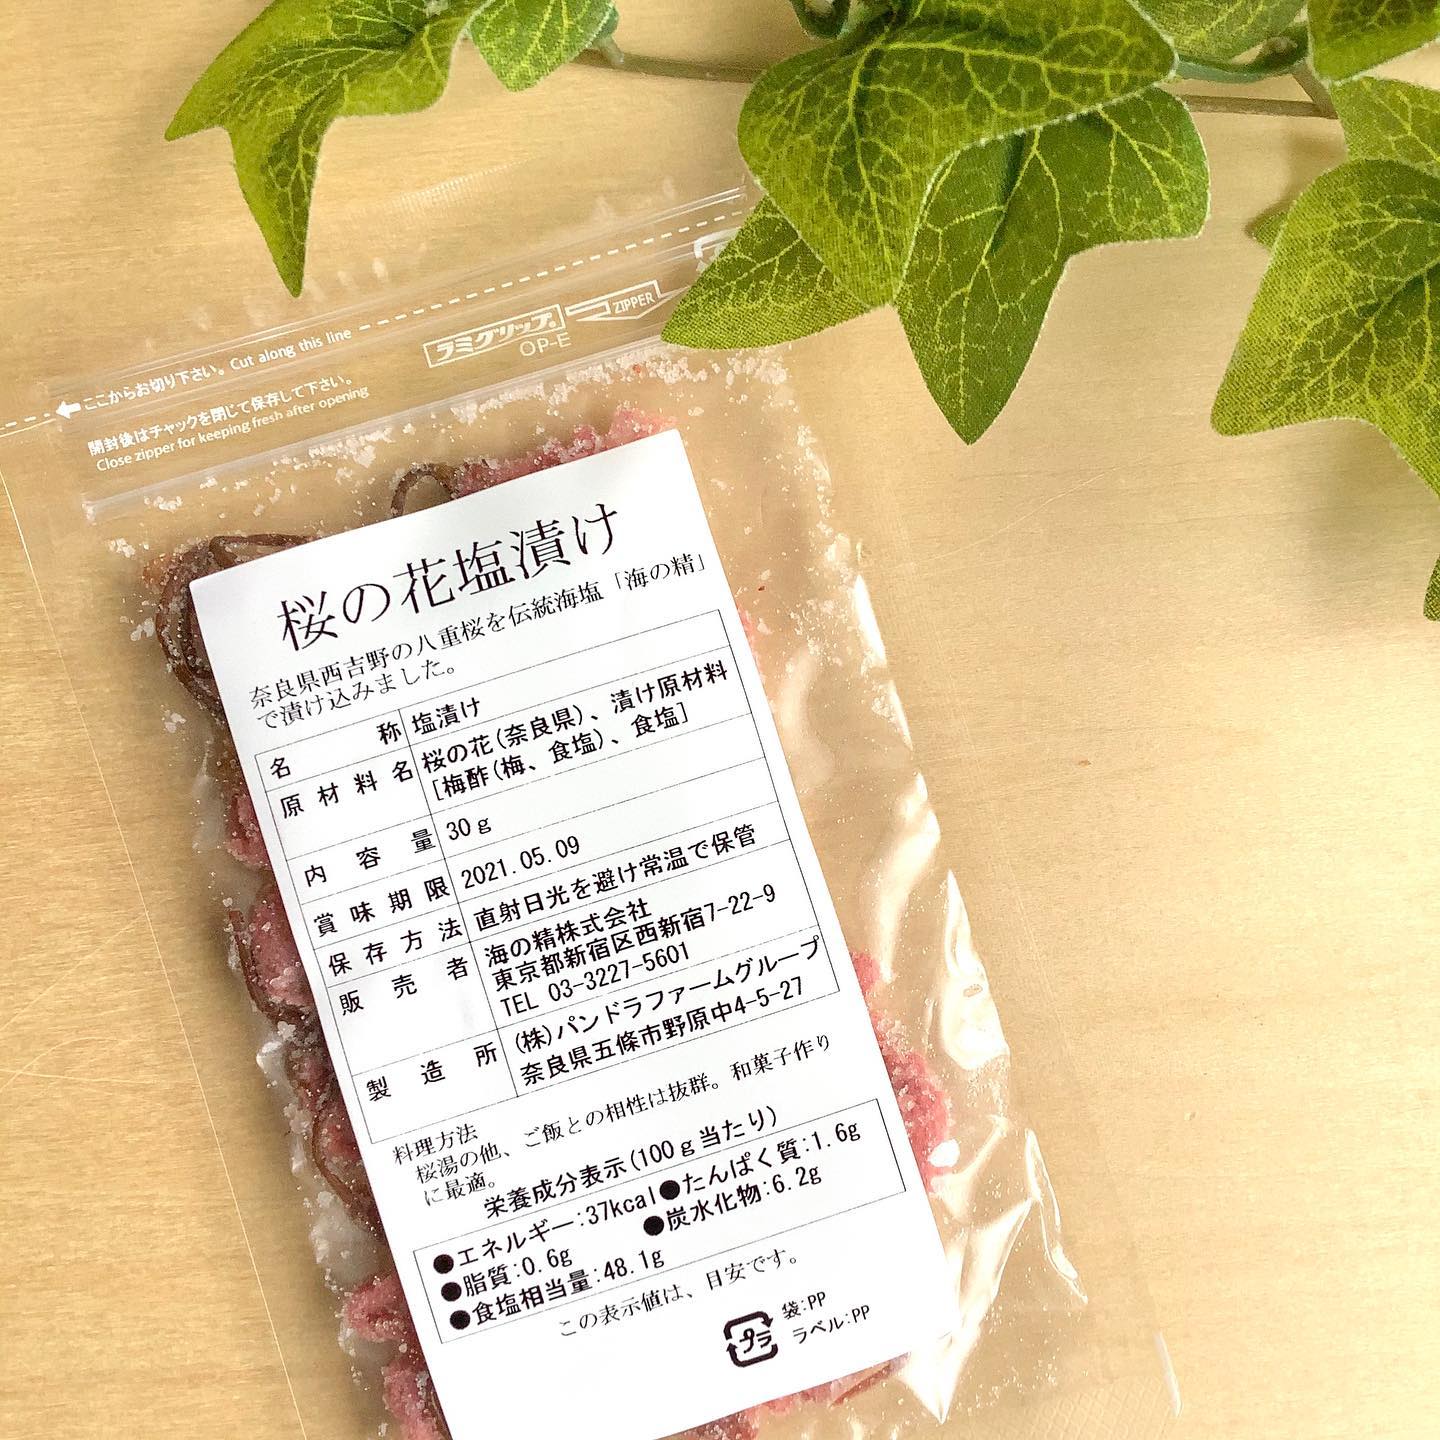 ここからお切り下さい。Cut along this line
ラミグリップ®
OP-E
ZIPPER
開封後はチャックを閉じて保存して下さい。
Close zipper for keeping fresh after opening
桜の花塩漬け
奈良県西吉野の八重桜を伝統海塩「海の精」
で漬け込みました。
名称 塩漬け
原材料名 桜の花(奈良県)、漬け原材料
[梅酢(梅、食塩)、食塩]
内容量 30g
賞味期限 2021.05.09
保存方法 直射日光を避け常温で保管
販売者 海の精株式会社
東京都新宿区西新宿7-22-9
TEL 03-3227-5601
製造所 (株)パンドラファームグループ
奈良県五條市野原中4-5-27
料理方法
桜湯の他、ご飯との相性は抜群。和菓子作り
に最適。
栄養成分表示(100g当たり)
●エネルギー:37kcal●たんぱく質:1.6g
●脂質:0.6g ●炭水化物:6.2g
●食塩相当量:48.1g
この表示値は、目安です。
プラ
袋:PP
ラベル:PP